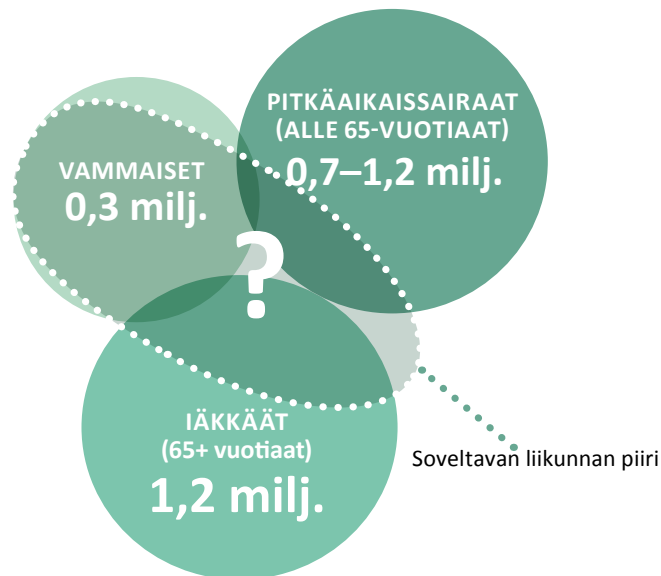 PITKÄAIKAISSAIRAAT
(ALLE 65-VUOTIAAT)
0,7–1,2 milj.
VAMMAISET
0,3 milj.
?
IÄKKÄÄT
(65+ vuotiaat)
1,2 milj.
Soveltavan liikunnan piiri